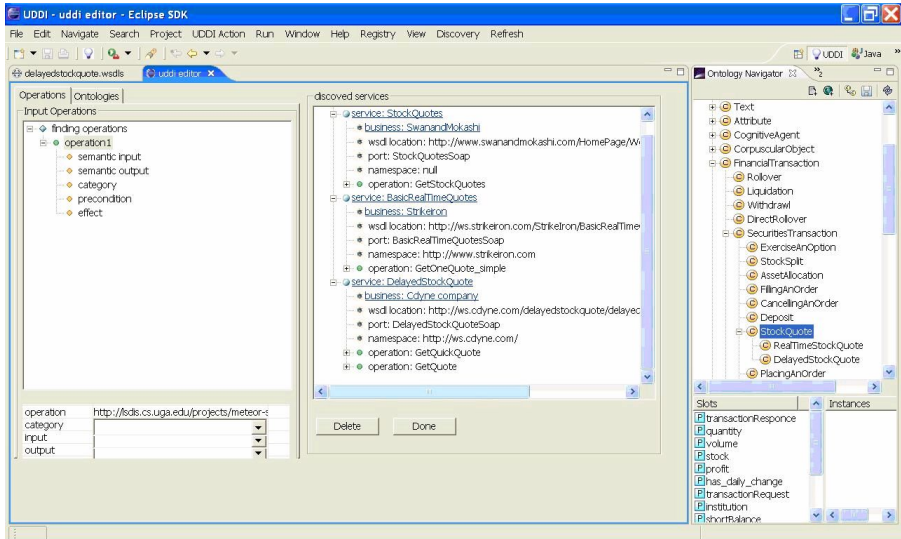 UDDI - uddi editor - Eclipse SDK
File Edit Navigate Search Project UDDI Action Run Window Help Registry View Discovery Refresh
UDDI Java »
delayedstockquote.wsdls uddi editor Ontology Navigator »2
Operations Ontologies
Input Operations
finding operations
operation1
semantic input
semantic output
category
precondition
effect
operation http://lsdis.cs.uga.edu/projects/meteor-s
category
input
output
discoved services
service: StockQuotes
business: SwanandMokashi
wsdl location: http://www.swanandmokashi.com/HomePage/W
port: StockQuotesSoap
namespace: null
operation: GetStockQuotes
service: BasicRealTimeQuotes
business: Strikeiron
wsdl location: http://ws.strikeiron.com/StrikeIron/BasicRealTime
port: BasicRealTimeQuotesSoap
namespace: http://www.strikeiron.com
operation: GetOneQuote_simple
service: DelayedStockQuote
business: Cdyne company
wsdl location: http://ws.cdyne.com/delayedstockquote/delayec
port: DelayedStockQuoteSoap
namespace: http://ws.cdyne.com/
operation: GetQuickQuote
operation: GetQuote
Delete Done
Text
Attribute
CognitiveAgent
CorpuscularObject
FinancialTransaction
Rollover
Liquidation
Withdrawl
DirectRollover
SecuritiesTransaction
ExerciseAnOption
StockSplit
AssetAllocation
FillingAnOrder
CancellingAnOrder
Deposit
StockQuote
RealTimeStockQuote
DelayedStockQuote
PlacingAnOrder
Slots Instances
transactionResponce
quantity
volume
stock
profit
has_daily_change
transactionRequest
institution
shortBalance